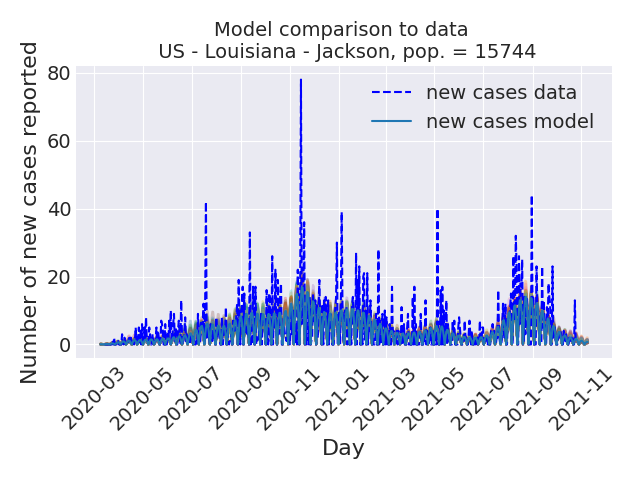 Model comparison to data
US - Louisiana - Jackson, pop. = 15744
Number of new cases reported
80
60
40
20
0
new cases data
new cases model
2020-03
2020-05
2020-07
2020-09
2020-11
2021-01
2021-03
2021-05
2021-07
2021-09
2021-11
Day